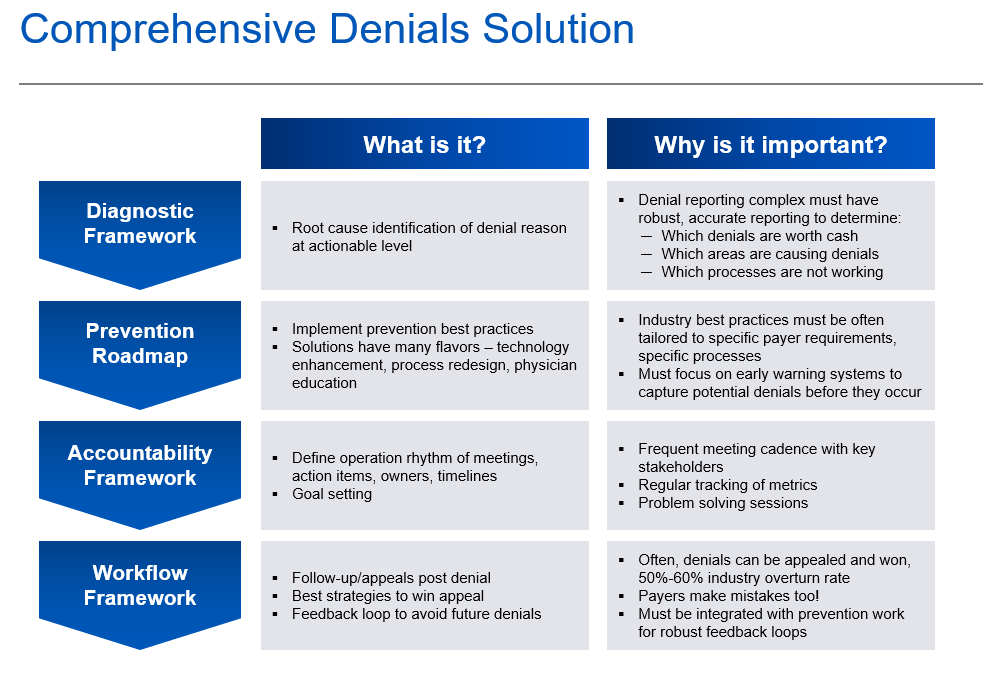 Comprehensive Denials Solution
What is it?
Why is it important?
Diagnostic
Framework
▪ Root cause identification of denial reason
at actionable level
▪ Denial reporting complex must have
robust, accurate reporting to determine:
— Which denials are worth cash
— Which areas are causing denials
— Which processes are not working
Prevention
Roadmap
▪ Implement prevention best practices
▪ Solutions have many flavors – technology
enhancement, process redesign, physician
education
▪ Industry best practices must be often
tailored to specific payer requirements,
specific processes
▪ Must focus on early warning systems to
capture potential denials before they occur
Accountability
Framework
▪ Define operation rhythm of meetings,
action items, owners, timelines
▪ Goal setting
▪ Frequent meeting cadence with key
stakeholders
▪ Regular tracking of metrics
▪ Problem solving sessions
Workflow
Framework
▪ Follow-up/appeals post denial
▪ Best strategies to win appeal
▪ Feedback loop to avoid future denials
▪ Often, denials can be appealed and won,
50%-60% industry overturn rate
▪ Payers make mistakes too!
▪ Must be integrated with prevention work
for robust feedback loops